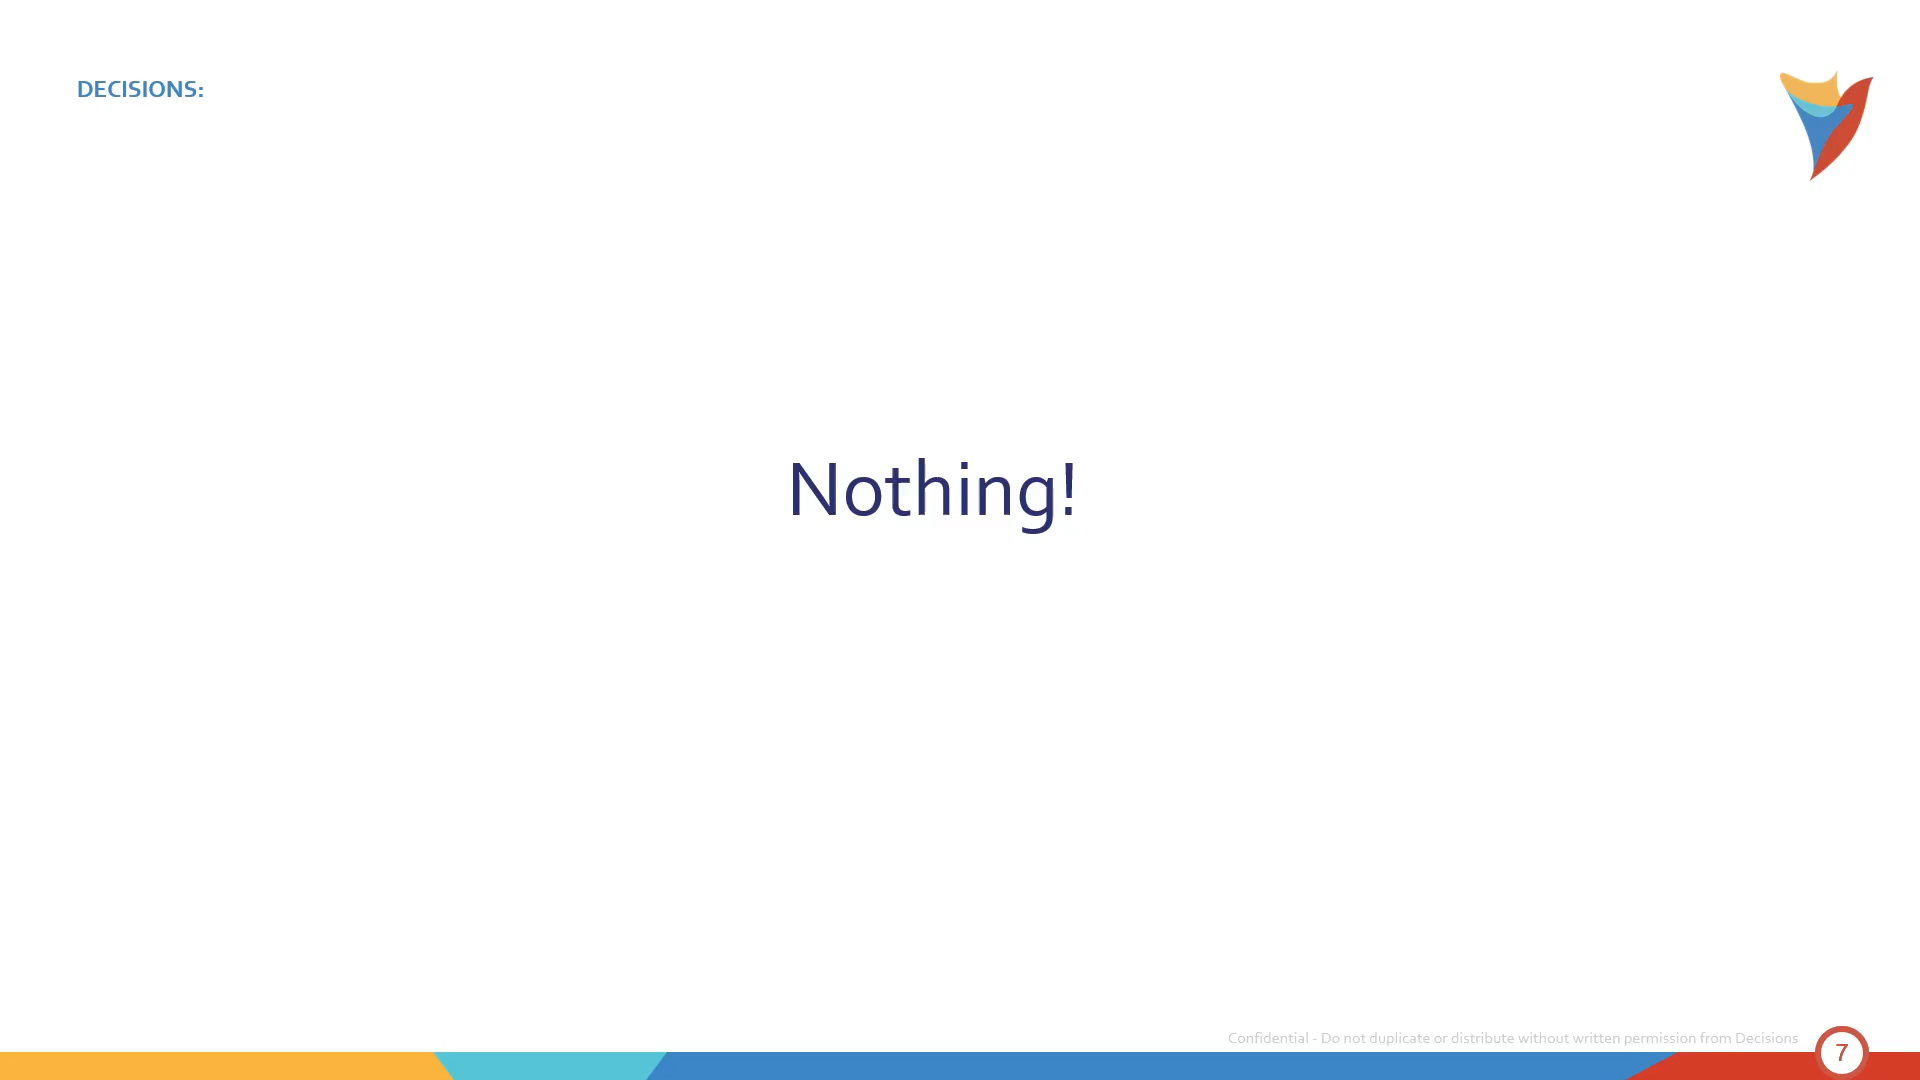 DECISIONS:
Nothing!
Confidential - Do not duplicate or distribute without written permission from Decisions
7